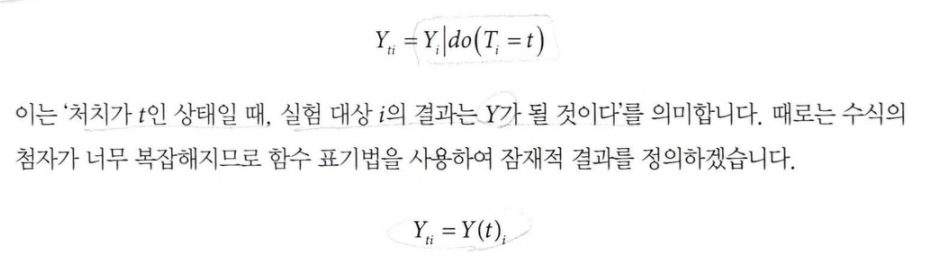 Y_{ti} = Y_i|do(T_i = t)
이는 ‘처치가 t인 상태일 때, 실험 대상 i의 결과는 Y가 될 것이다’를 의미합니다. 때로는 수식의
첨자가 너무 복잡해지므로 함수 표기법을 사용하여 잠재적 결과를 정의하겠습니다.
Y_{ti} = Y(t)_i